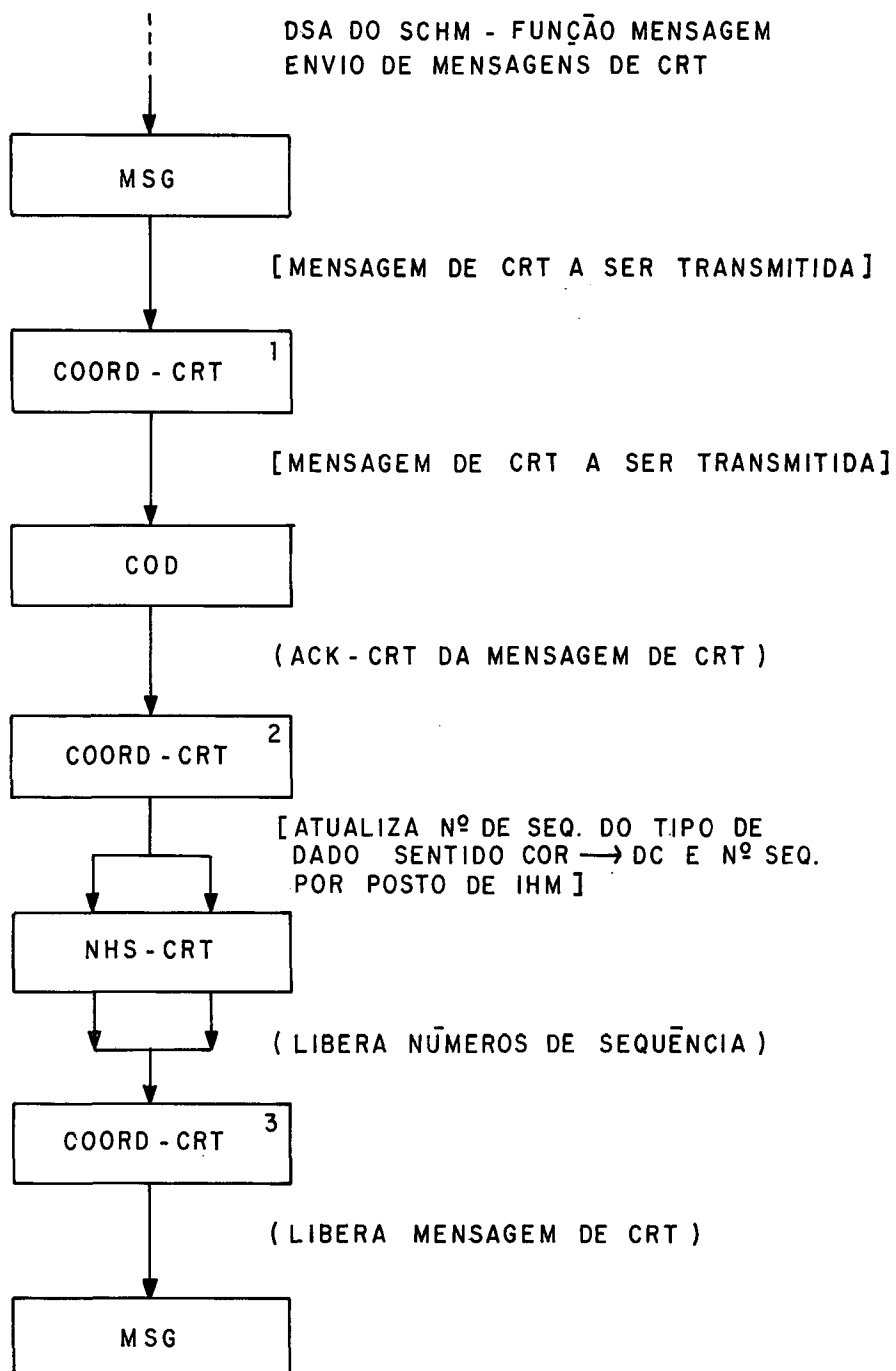 DSA DO SCHM - FUNÇÃO MENSAGEM
ENVIO DE MENSAGENS DE CRT
MSG
[MENSAGEM DE CRT A SER TRANSMITIDA]
COORD - CRT 1
[MENSAGEM DE CRT A SER TRANSMITIDA]
COD
(ACK - CRT DA MENSAGEM DE CRT)
COORD - CRT 2
[ATUALIZA Nº DE SEQ. DO TIPO DE
DADO SENTIDO COR → DC E Nº SEQ.
POR POSTO DE IHM]
NHS - CRT
(LIBERA NÚMEROS DE SEQUÊNCIA)
COORD - CRT 3
(LIBERA MENSAGEM DE CRT)
MSG